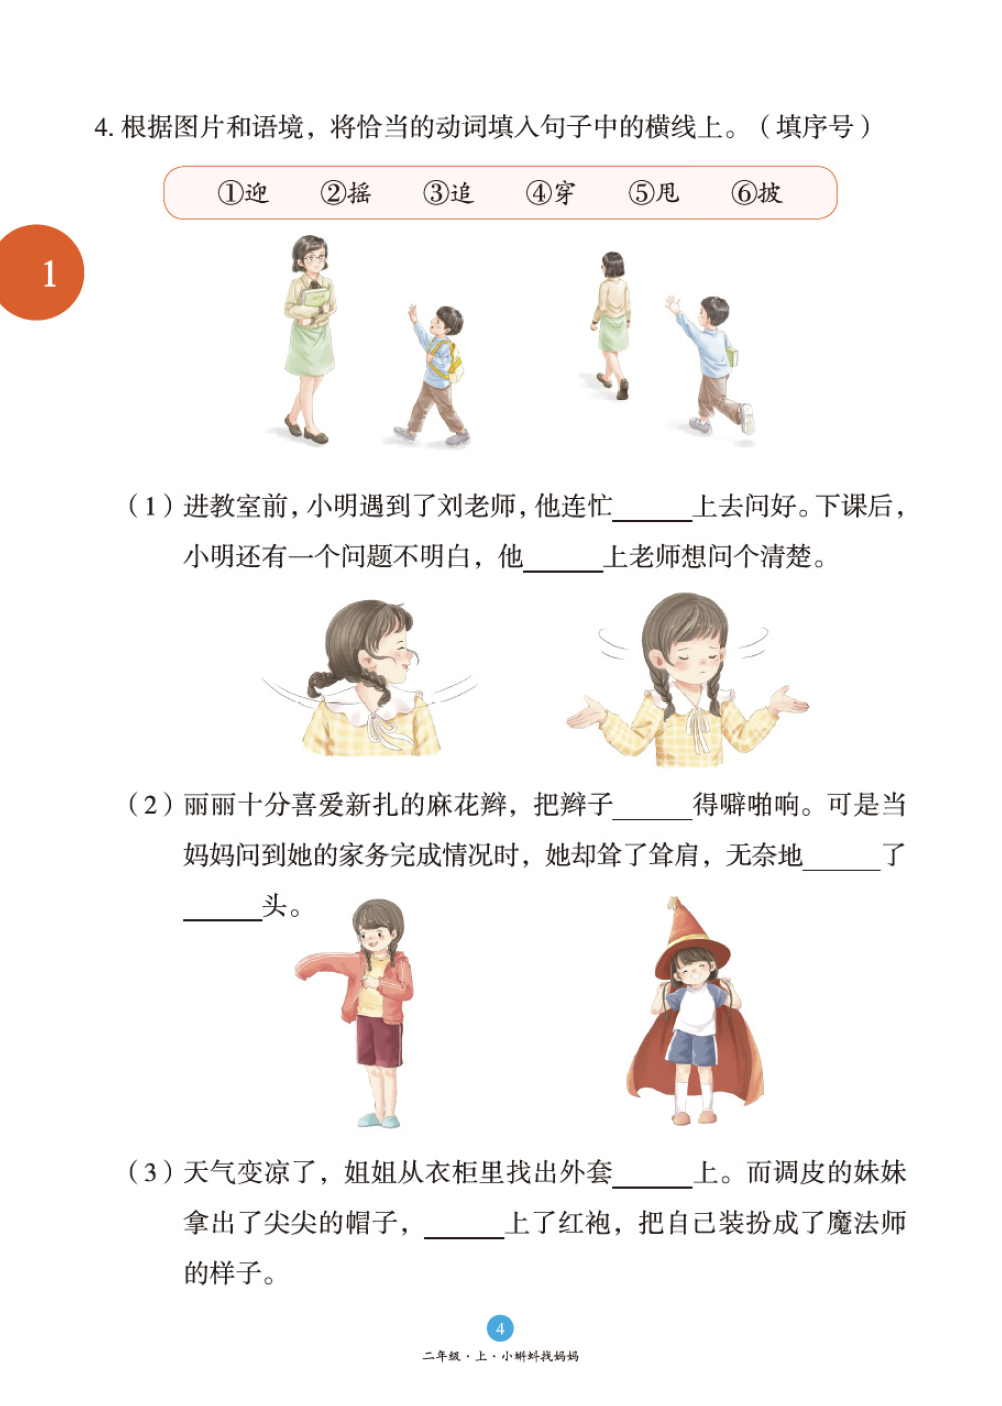 4. 根据图片和语境，将恰当的动词填入句子中的横线上。（填序号）
①迎 ②摇 ③追 ④穿 ⑤甩 ⑥披
1
（1）进教室前，小明遇到了刘老师，他连忙______上去问好。下课后，
小明还有一个问题不明白，他______上老师想问个清楚。
（2）丽丽十分喜爱新扎的麻花辫，把辫子______得噼啪响。可是当
妈妈问到她的家务完成情况时，她却耸了耸肩，无奈地______了
______头。
（3）天气变凉了，姐姐从衣柜里找出外套______上。而调皮的妹妹
拿出了尖尖的帽子，______上了红袍，把自己装扮成了魔法师
的样子。
4
二年级·上·小蝌蚪找妈妈